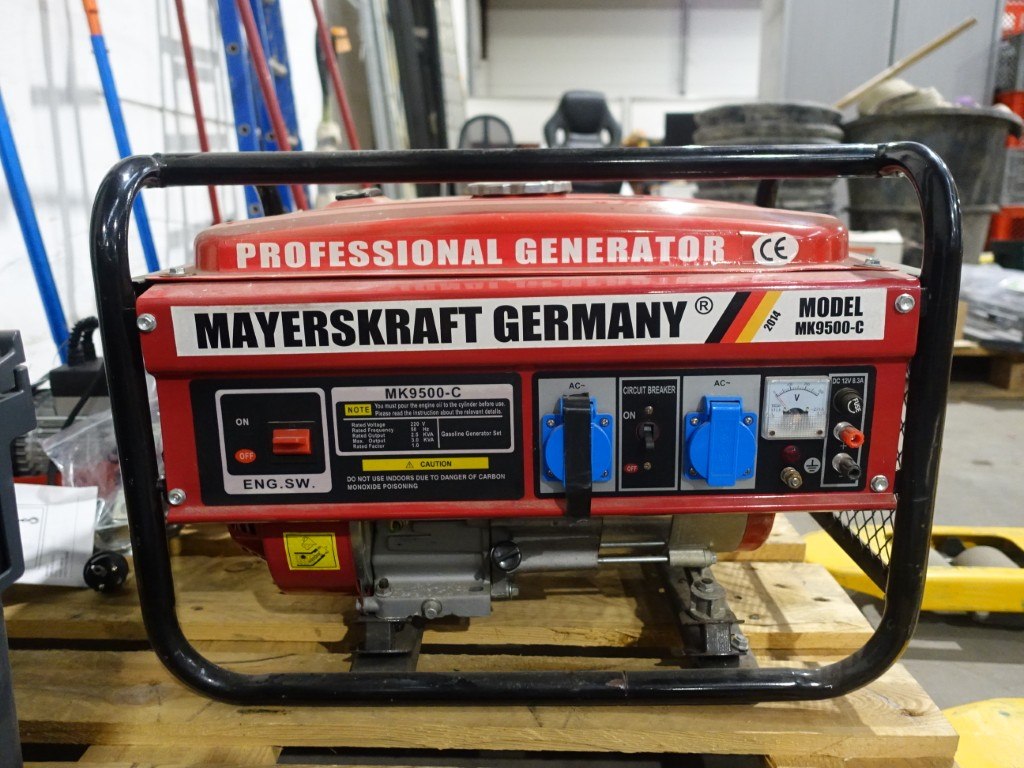 PROFESSIONAL GENERATOR CE
MAYERSKRAFT GERMANY ®
2014
MODEL
MK9500-C
ON
OFF
ENG.SW.
MK9500-C
NOTE
You must pour the engine oil to the cylinder before use.
Please read the instruction about the relevant details.
Rated Voltage 220 V
Rated Frequency 50 Hz
Rated Output 2.5 KVA
Max. Output 3.0 KVA
Rated Factor 1.0
Gasoline Generator Set
CAUTION
DO NOT USE INDOORS DUE TO DANGER OF CARBON
MONOXIDE POISONING
AC~
CIRCUIT BREAKER
ON
OFF
AC~
V
DC 12V 8.3A